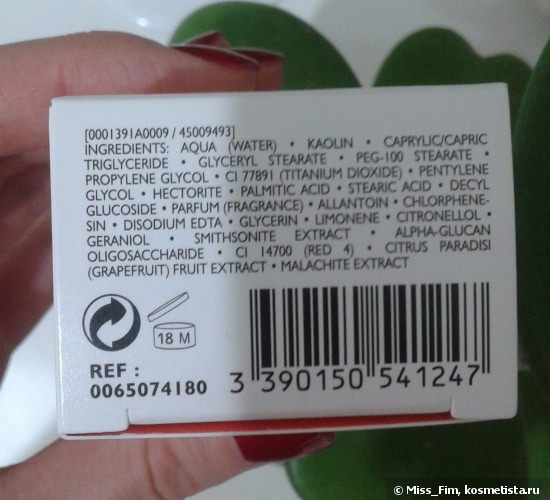 [0001391A0009 / 45009493]
INGREDIENTS: AQUA (WATER) • KAOLIN • CAPRYLIC/CAPRIC
TRIGLYCERIDE • GLYCERYL STEARATE • PEG-100 STEARATE •
PROPYLENE GLYCOL • CI 77891 (TITANIUM DIOXIDE) • PENTYLENE
GLYCOL • HECTORITE • PALMITIC ACID • STEARIC ACID • DECYL
GLUCOSIDE • PARFUM (FRAGRANCE) • ALLANTOIN • CHLORPHENE-
SIN • DISODIUM EDTA • GLYCERIN • LIMONENE • CITRONELLOL •
GERANIOL • SMITHSONITE EXTRACT • ALPHA-GLUCAN
OLIGOSACCHARIDE • CI 14700 (RED 4) • CITRUS PARADISI
(GRAPEFRUIT) FRUIT EXTRACT • MALACHITE EXTRACT
18 M
REF :
0065074180
3 390150 541247
© Miss_Fim, kosmetista.ru